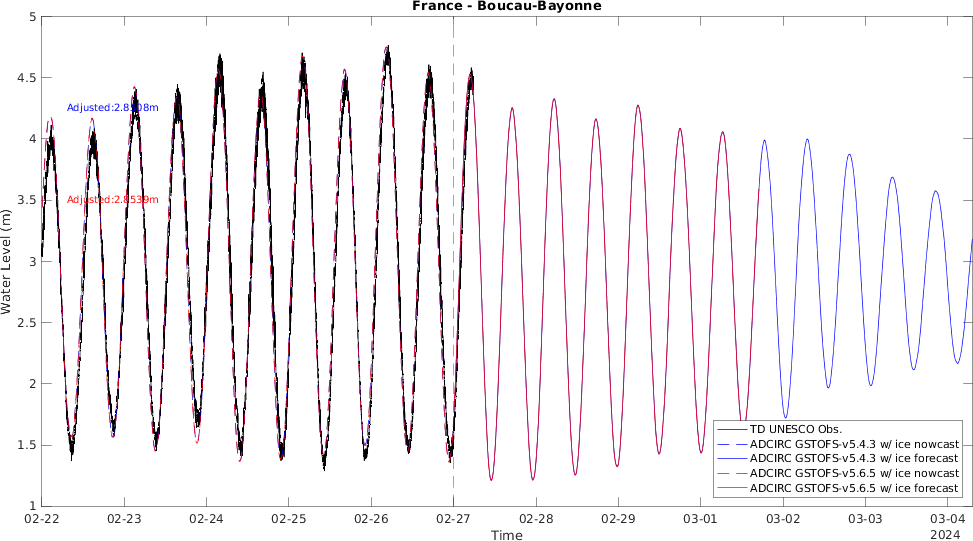 France - Boucau-Bayonne
5
4.5
4
3.5
3
2.5
2
1.5
1
Water Level (m)
Adjusted:2.8508m
Adjusted:2.8539m
TD UNESCO Obs.
ADCIRC GSTOFS-v5.4.3 w/ ice nowcast
ADCIRC GSTOFS-v5.4.3 w/ ice forecast
ADCIRC GSTOFS-v5.6.5 w/ ice nowcast
ADCIRC GSTOFS-v5.6.5 w/ ice forecast
02-22 02-23 02-24 02-25 02-26 02-27 02-28 02-29 03-01 03-02 03-03 03-04
Time 2024